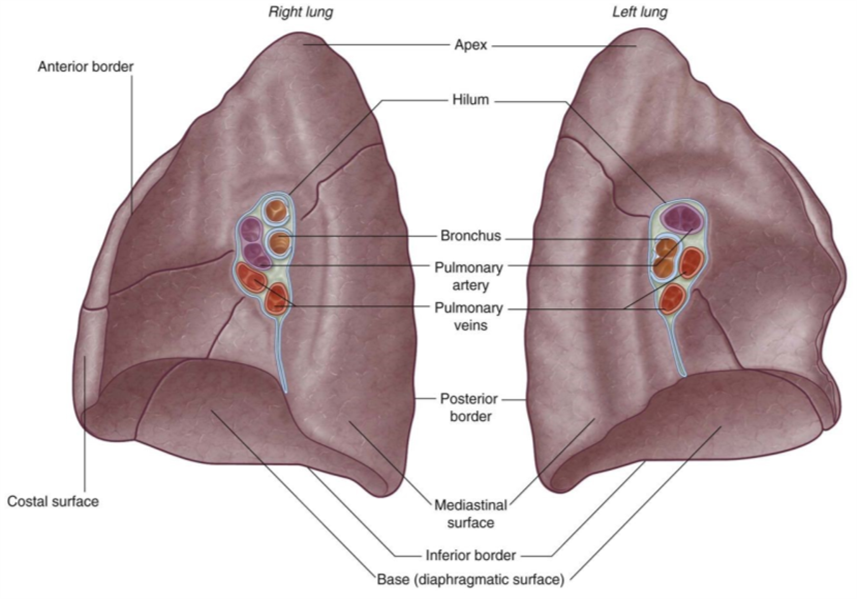 Right lung
Left lung
Apex
Anterior border
Hilum
Bronchus
Pulmonary
artery
Pulmonary
veins
Posterior
border
Costal surface
Mediastinal
surface
Inferior border
Base (diaphragmatic surface)